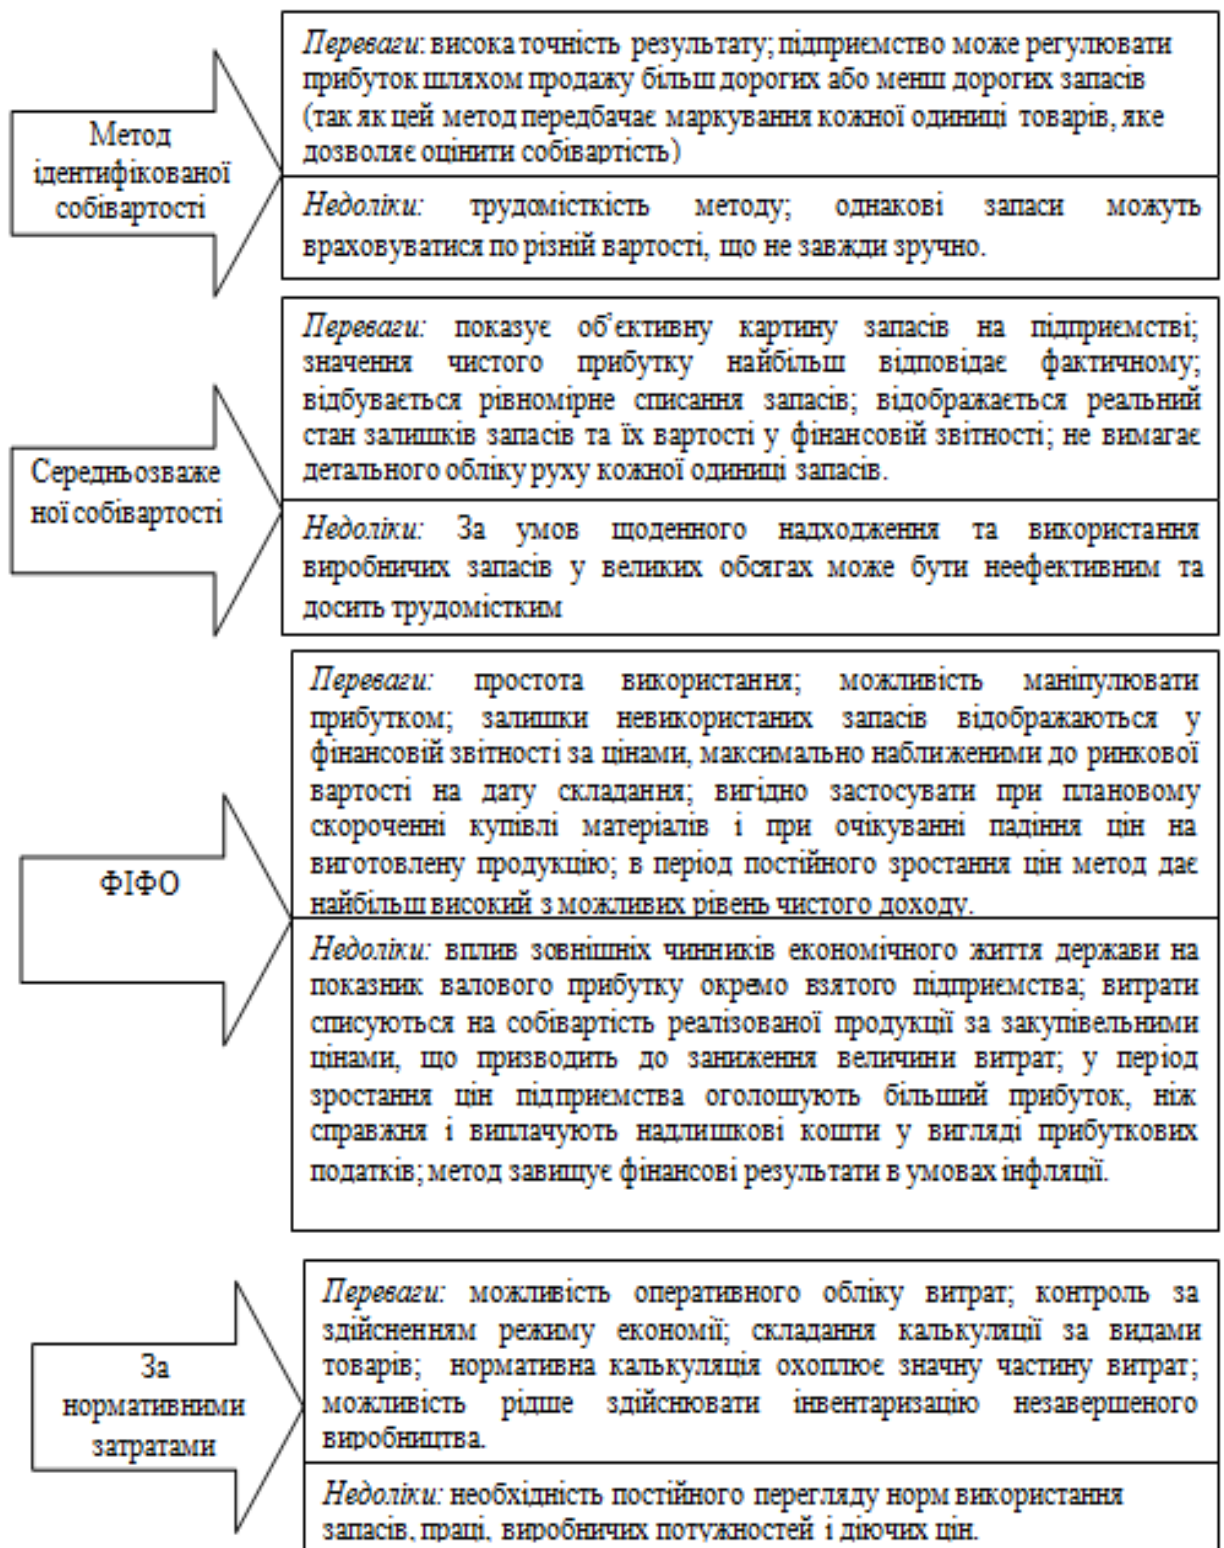 Метод
ідентифікованої
собівартості
Переваги: висока точність результату; підприємство може регулювати
прибуток шляхом продажу більш дорогих або менш дорогих запасів
(так як цей метод передбачає маркування кожної одиниці товарів, яке
дозволяє оцінити собівартість)
Недоліки: трудомісткість методу; однакові запаси можуть
враховуватися по різній вартості, що не завжди зручно.
Середньозваже
ної собівартості
Переваги: показує об’єктивну картину запасів на підприємстві;
значення чистого прибутку найбільш відповідає фактичному;
відбувається рівномірне списання запасів; відображається реальний
стан залишків запасів та їх вартості у фінансовій звітності; не вимагає
детального обліку руху кожної одиниці запасів.
Недоліки: За умов щоденного надходження та використання
виробничих запасів у великих обсягах може бути неефективним та
досить трудомістким
ФІФО
Переваги: простота використання; можливість маніпулювати
прибутком; залишки невикористаних запасів відображаються у
фінансовій звітності за цінами, максимально наближеними до ринкової
вартості на дату складання; вигідно застосувати при плановому
скороченні купівлі матеріалів і при очікуванні падіння цін на
виготовлену продукцію; в період постійного зростання цін метод дає
найбільш високий з можливих рівень чистого доходу.
Недоліки: вплив зовнішніх чинників економічного життя держави на
показник валового прибутку окремо взятого підприємства; витрати
списуються на собівартість реалізованої продукції за закупівельними
цінами, що призводить до заниження величини витрат; у період
зростання цін підприємства оголошують більший прибуток, ніж
справжня і виплачують надлишкові кошти у вигляді прибуткових
податків; метод завищує фінансові результати в умовах інфляції.
За
нормативними
затратами
Переваги: можливість оперативного обліку витрат; контроль за
здійсненням режиму економії; складання калькуляції за видами
товарів; нормативна калькуляція охоплює значну частину витрат;
можливість рідше здійснювати інвентаризацію незавершеного
виробництва.
Недоліки: необхідність постійного перегляду норм використання
запасів, праці, виробничих потужностей і діючих цін.